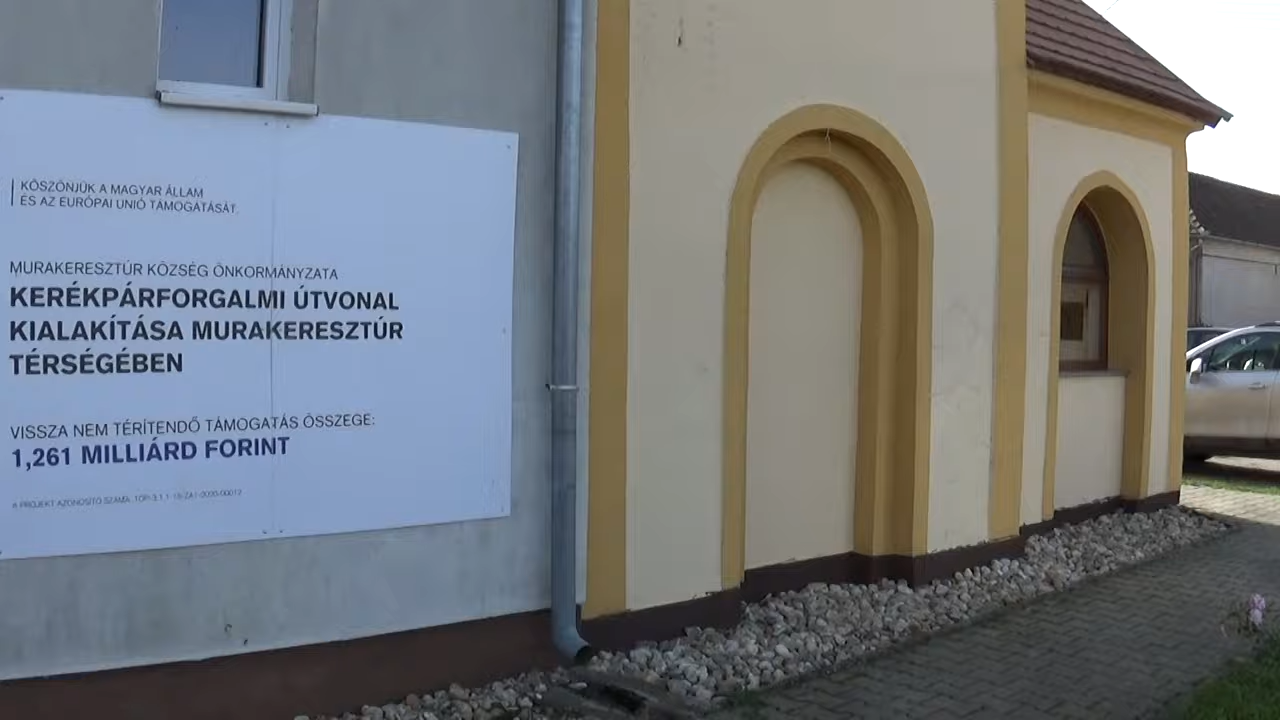 KÖSZÖNJÜK A MAGYAR ÁLLAM
ÉS AZ EURÓPAI UNIÓ TÁMOGATÁSÁT.
MURAKERESZTÚR KÖZSÉG ÖNKORMÁNYZATA
KERÉKPÁRFORGALMI ÚTVONAL
KIALAKÍTÁSA MURAKERESZTÚR
TÉRSÉGÉBEN
VISSZA NEM TÉRÍTENDŐ TÁMOGATÁS ÖSSZEGE:
1,261 MILLIÁRD FORINT
A PROJEKT AZONOSÍTÓ SZÁMA: